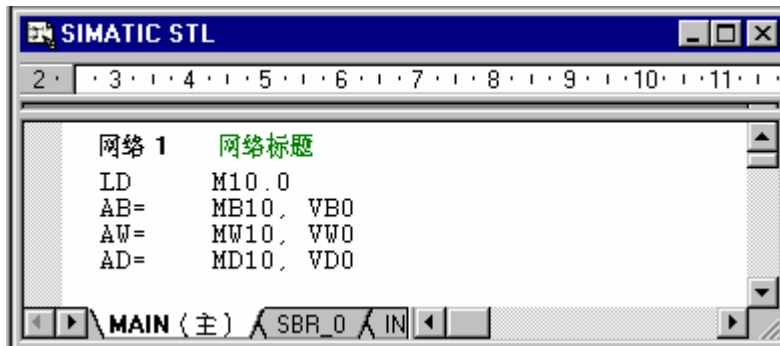 SIMATIC STL
2 · · 3 · ı · 4 · ı · 5 · ı · 6 · ı · 7 · ı · 8 · ı · 9 · ı · 10 · ı · 11 · ı ·
网络 1 网络标题
LD M10.0
AB= MB10, VB0
AW= MW10, VW0
AD= MD10, VD0
MAIN (主) SBR_0 IN